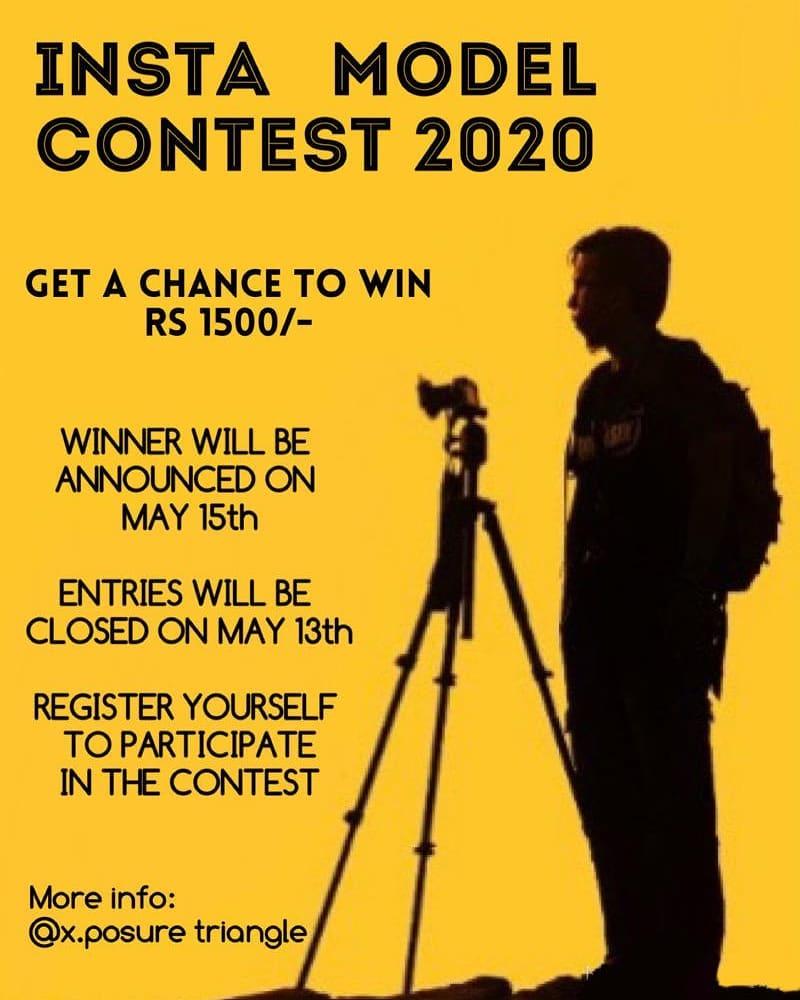 INSTA MODEL
CONTEST 2020
GET A CHANCE TO WIN
RS 1500/-
WINNER WILL BE
ANNOUNCED ON
MAY 15th
ENTRIES WILL BE
CLOSED ON MAY 13th
REGISTER YOURSELF
TO PARTICIPATE
IN THE CONTEST
More info:
@x.posure triangle